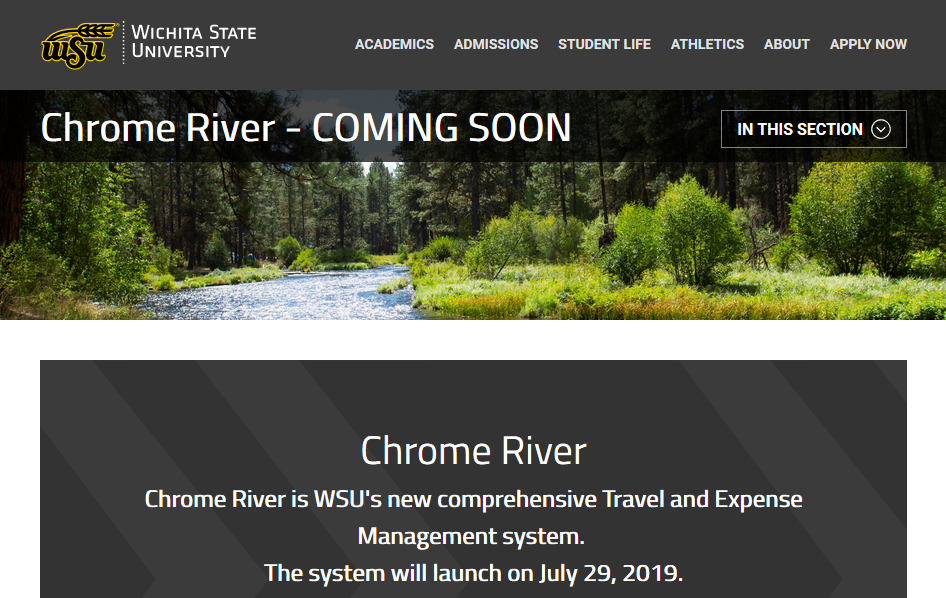 WSU
WICHITA STATE
UNIVERSITY
ACADEMICS ADMISSIONS STUDENT LIFE ATHLETICS ABOUT APPLY NOW
Chrome River - COMING SOON
IN THIS SECTION
Chrome River
Chrome River is WSU's new comprehensive Travel and Expense
Management system.
The system will launch on July 29, 2019.